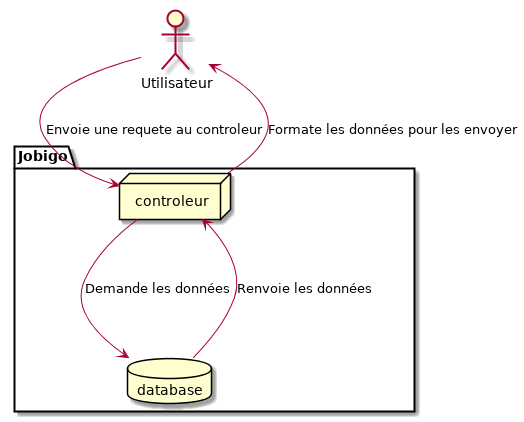 Utilisateur
Envoie une requete au controleur
Formate les données pour les envoyer
Jobigo
controleur
Demande les données
Renvoie les données
database